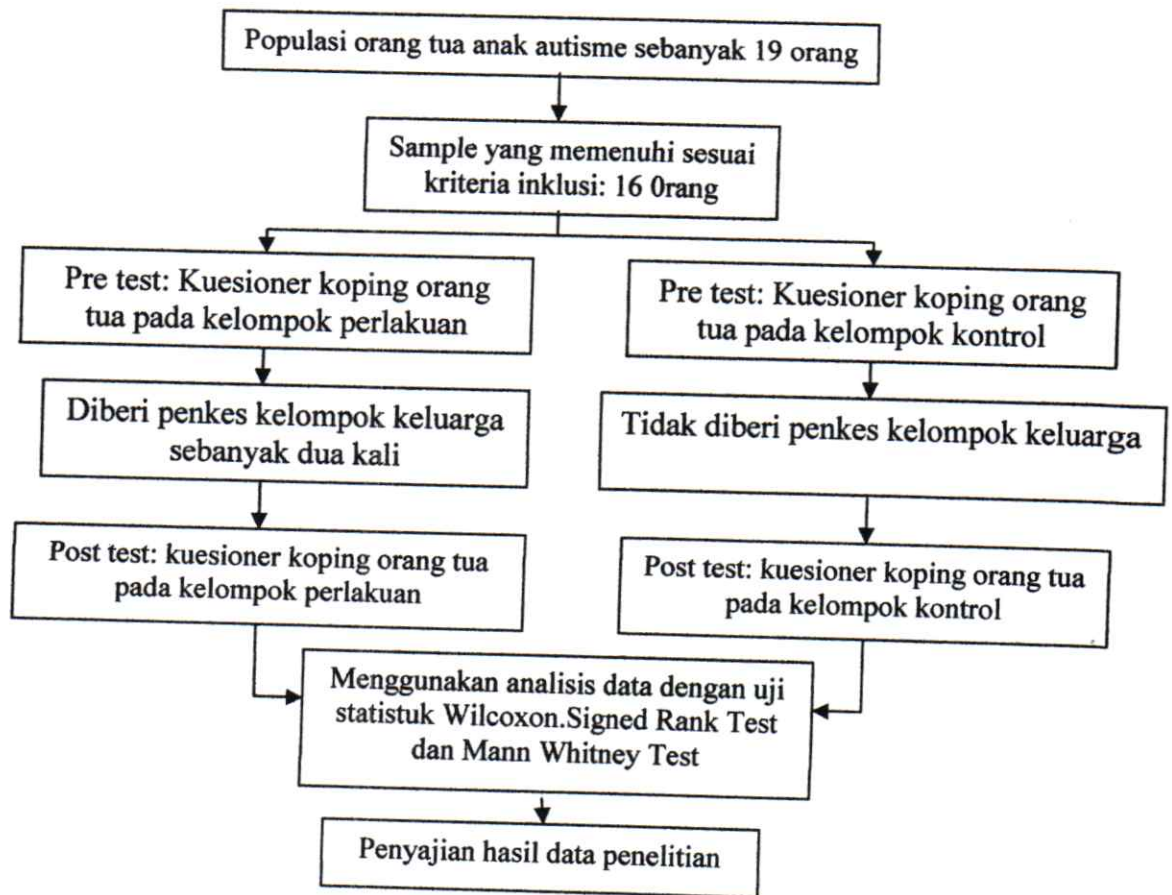 Populasi orang tua anak autisme sebanyak 19 orang
Sample yang memenuhi sesuai
kriteria inklusi: 16 0rang
Pre test: Kuesioner koping orang
tua pada kelompok perlakuan
Pre test: Kuesioner koping orang
tua pada kelompok kontrol
Diberi penkes kelompok keluarga
sebanyak dua kali
Tidak diberi penkes kelompok keluarga
Post test: kuesioner koping orang tua
pada kelompok perlakuan
Post test: kuesioner koping orang tua
pada kelompok kontrol
Menggunakan analisis data dengan uji
statistuk Wilcoxon.Signed Rank Test
dan Mann Whitney Test
Penyajian hasil data penelitian